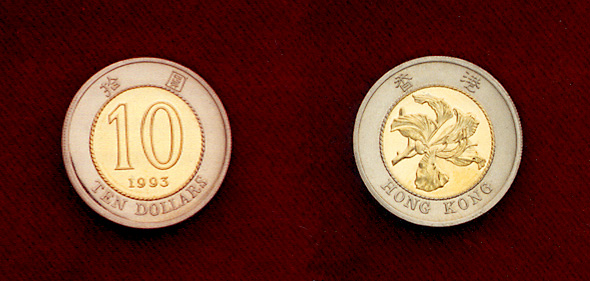 拾圓
10
1993
TEN DOLLARS
香港
HONG KONG